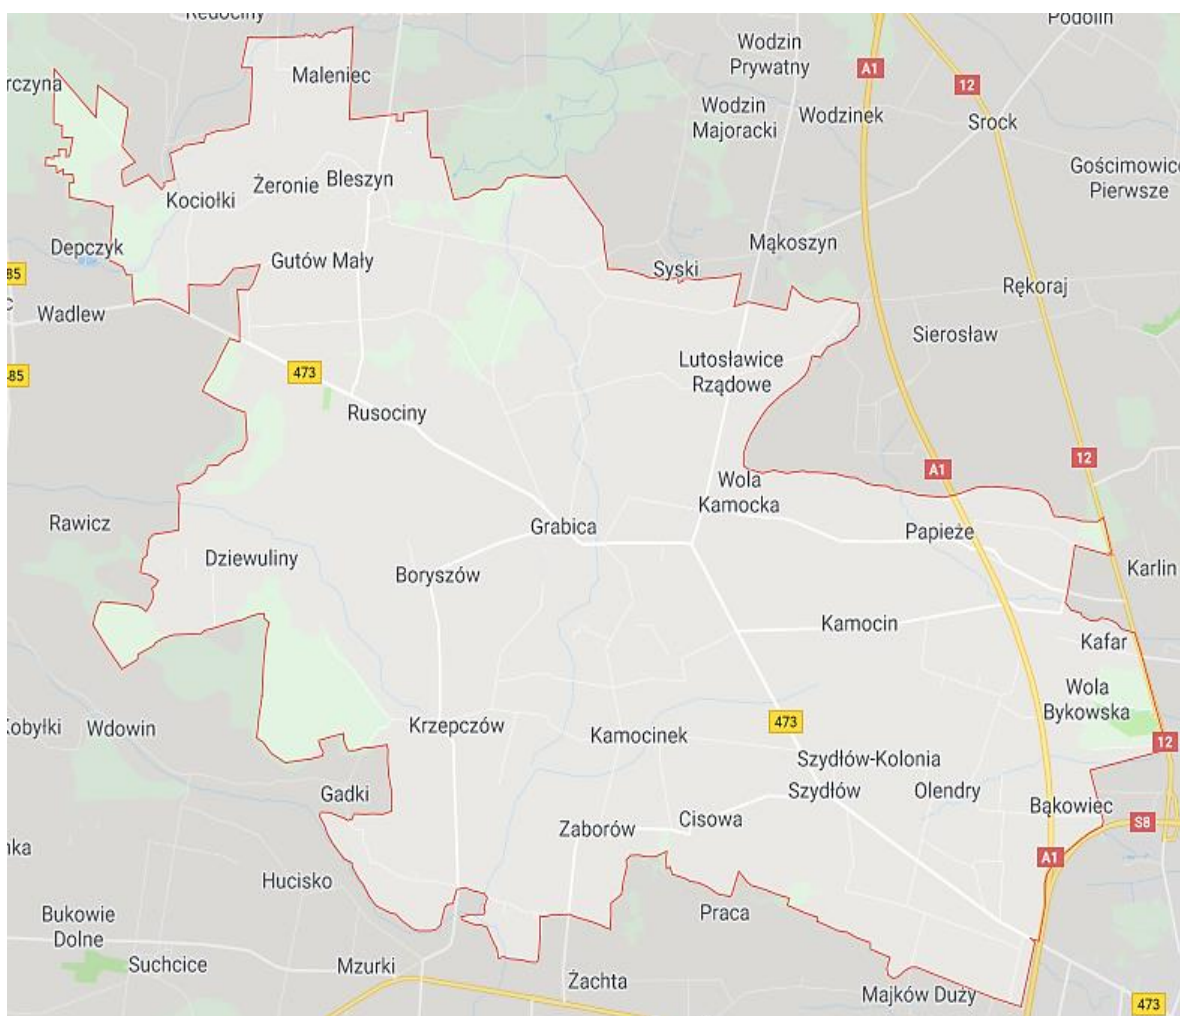 Podolin
Wodzin
Prywatny
Maleniec
A1
12
Wodzin
Majoracki
Wodzinek
Srock
Gościmowice
Pierwsze
Żeronie
Bleszyn
Kociołki
Depczyk
Mąkoszyn
Gutów Mały
Syski
Rękoraj
Wadlew
Sierosław
Lutosławice
Rządowe
473
Rusociny
12
A1
Wola
Kamocka
Rawicz
Grabica
Papieże
Dziewuliny
Boryszów
Karlin
Kamocin
Kafar
Wola
Bykowska
Wdowin
Krzepczów
Kamocinek
473
12
Szydłów-Kolonia
Gadki
Szydłów
Olendry
Bąkowiec
Zaborów
Cisowa
S8
A1
Hucisko
Bukowie
Dolne
Praca
Suchcice
Mzurki
Żachta
Majków Duży
473